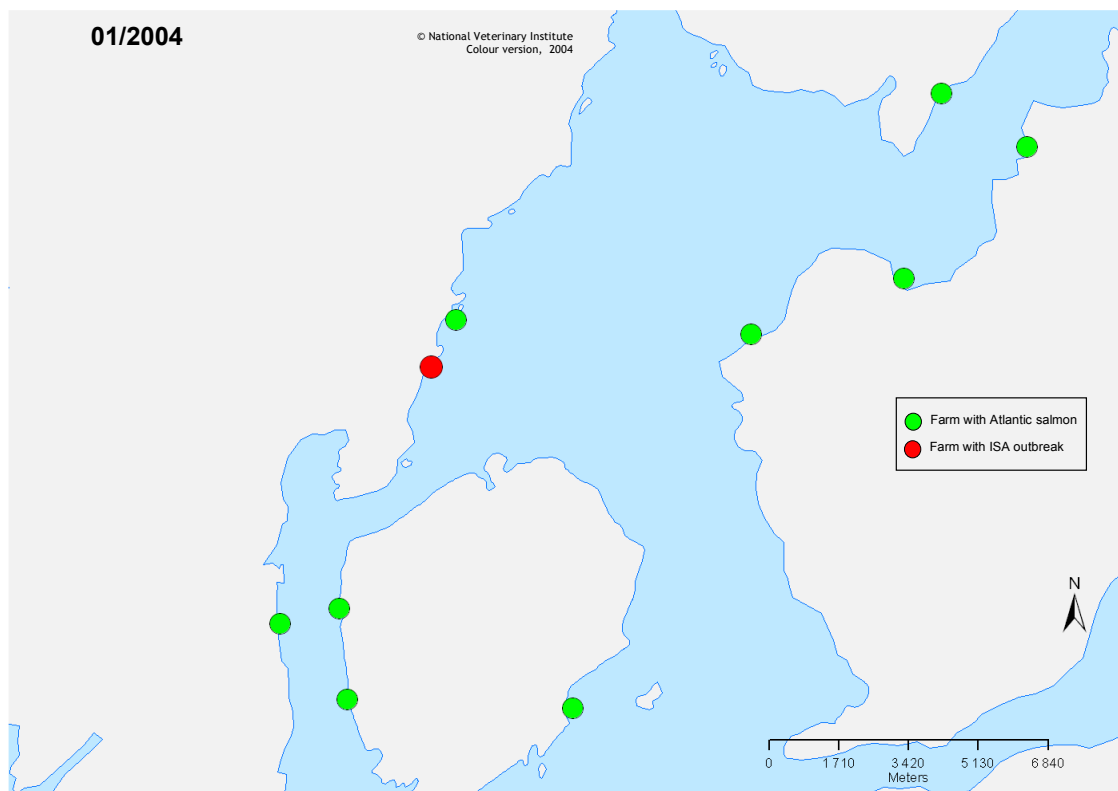 01/2004
© National Veterinary Institute
Colour version, 2004
Farm with Atlantic salmon
Farm with ISA outbreak
N
0 1 710 3 420 5 130 6 840
Meters